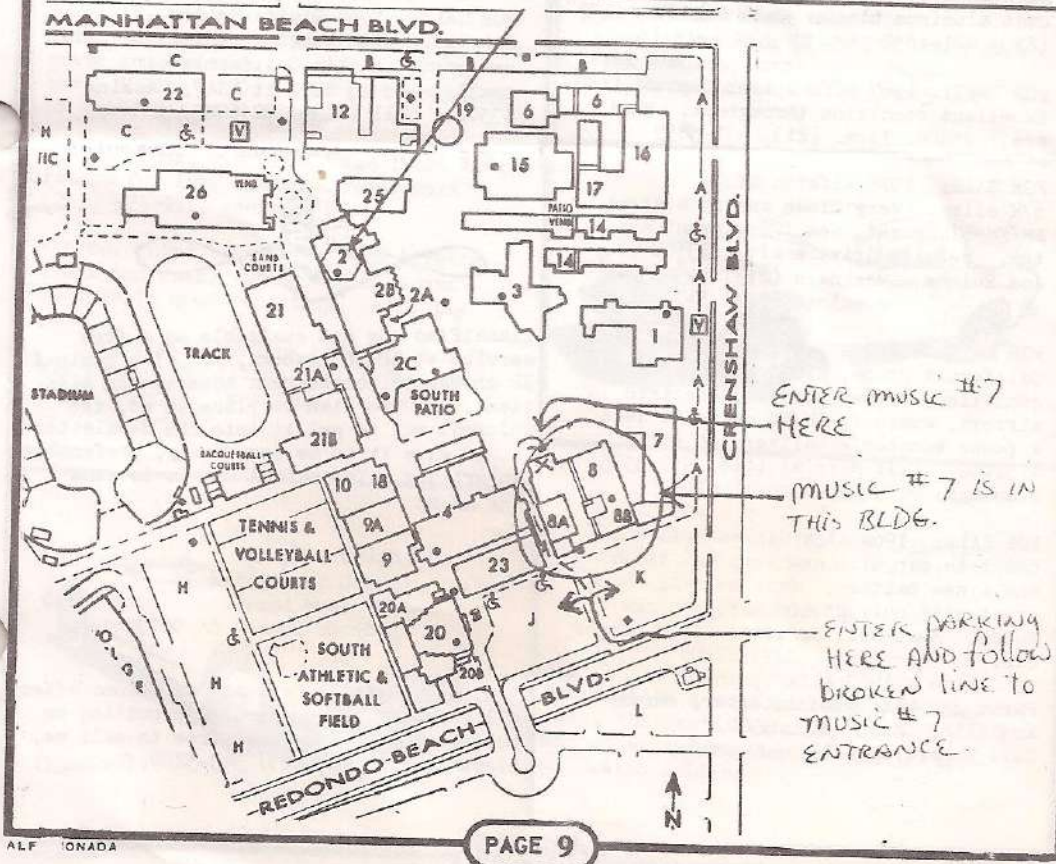 MANHATTAN BEACH BLVD.
C
B
B
B
22
C
12
19
6
6
A
H
C
V
15
16
A
TIC
26
VEND.
25
17
PATIO
VEND.
14
A
SAND
COURTS
2
2B
2A
3
14
A
21
1
V
CRENSHAW BLVD.
TRACK
2C
A
STADIUM
21A
SOUTH
PATIO
21B
7
ENTER MUSIC #7
HERE
RACQUETBALL
COURTS
8
A
10
18
MUSIC #7 IS IN
THIS BLDG.
TENNIS &
VOLLEYBALL
COURTS
9A
4
8A
8B
9
23
H
K
20A
J
ENTER PARKING
HERE AND follow
BROKEN LINE TO
MUSIC #7
ENTRANCE
20
SOUTH
ATHLETIC &
SOFTBALL
FIELD
20B
H
BLVD.
L
H
REDONDO-BEACH
N
PAGE 9